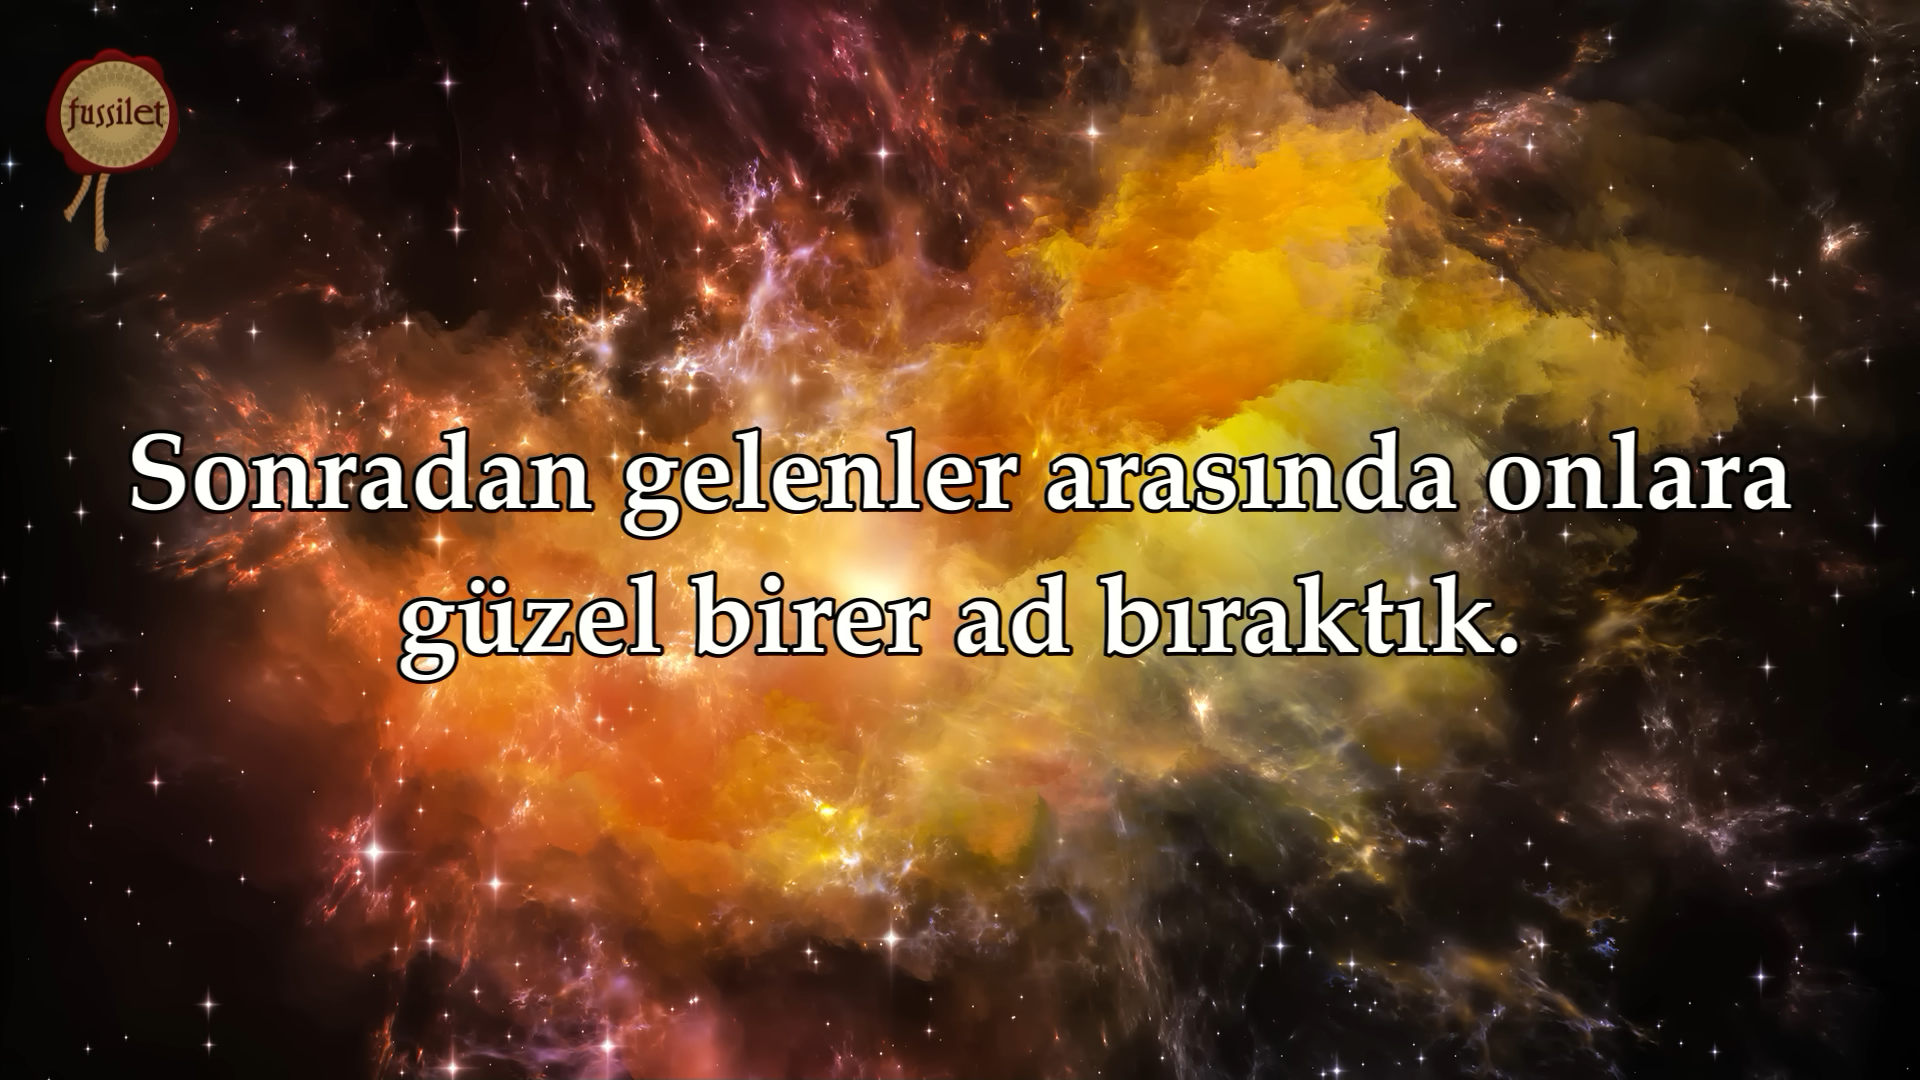 fussilet
Sonradan gelenler arasında onlara
güzel birer ad bıraktık.